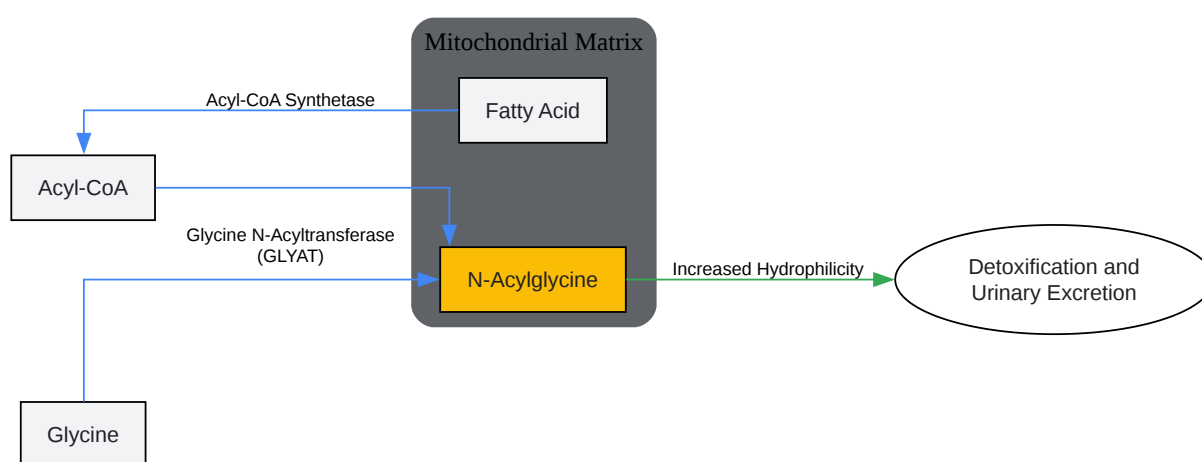 Mitochondrial Matrix
Acyl-CoA Synthetase
Fatty Acid
Acyl-CoA
Glycine N-Acyltransferase
(GLYAT)
N-Acylglycine
Increased Hydrophilicity
Detoxification and
Urinary Excretion
Glycine